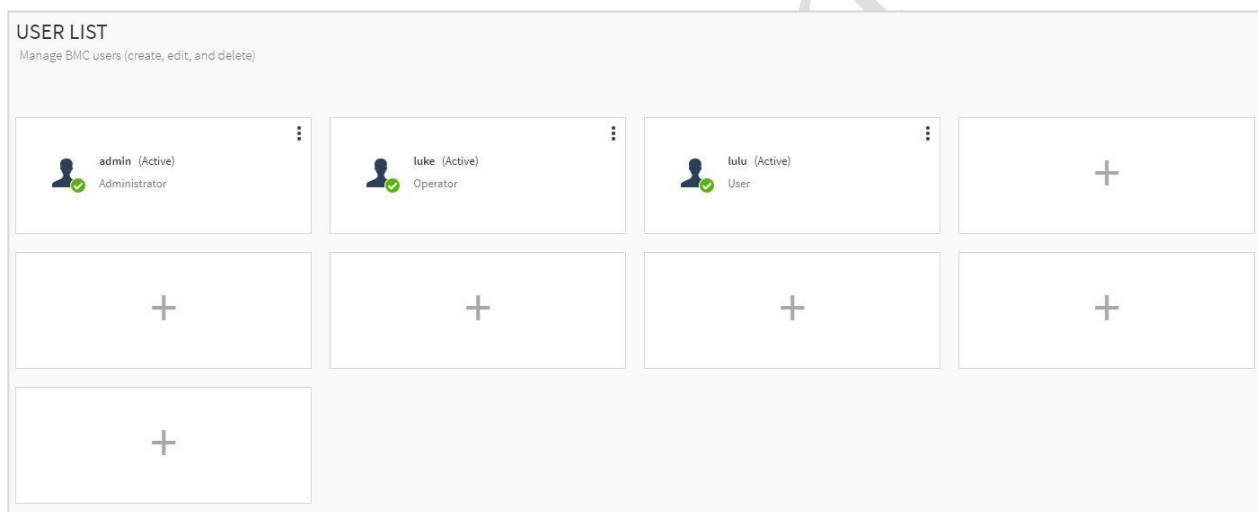 USER LIST
Manage BMC users (create, edit, and delete)
admin (Active)
Administrator
luke (Active)
Operator
lulu (Active)
User